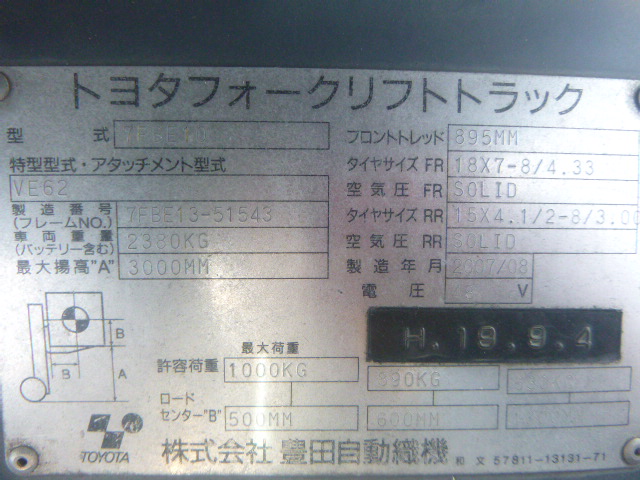 トヨタフォークリフトトラック
型 式 フロントトレッド 895MM
特型型式・アタッチメント型式 タイヤサイズ FR 18X7-8/4.33
VE62 空気圧 FR SOLID
製造番号(フレームNO.) 7FBE13-51543 タイヤサイズ RR 15X4.1/2-8/3.0
車両重量(バッテリー含む) 2380KG 空気圧 RR SOLID
最大揚高"A" 3000MM 製造年月 2007/08
電圧 V
H.19.9.4
B
B
A
最大荷重
許容荷重 1000KG 890KG
ロードセンター"B" 500MM 600MM
TOYOTA 株式会社 豊田自動織機 和文 57811-13131-71